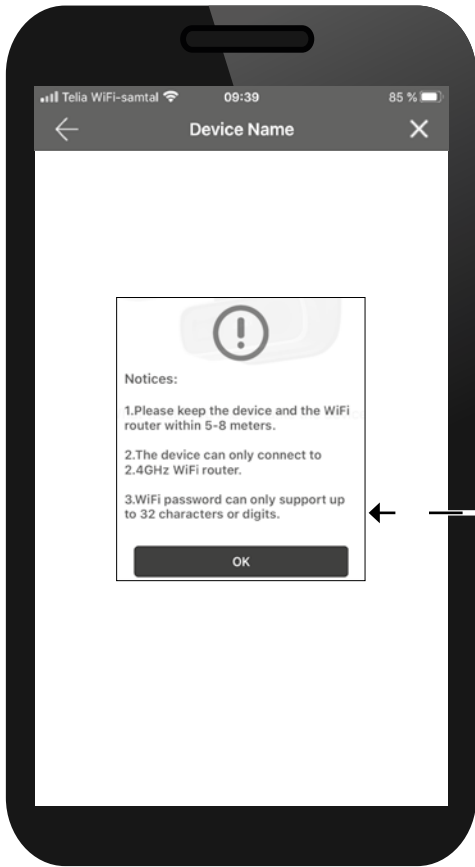 Telia WiFi-samtal 09:39 85 %
Device Name
Notices:
1.Please keep the device and the WiFi
router within 5-8 meters.
2.The device can only connect to
2.4GHz WiFi router.
3.WiFi password can only support up
to 32 characters or digits.
OK